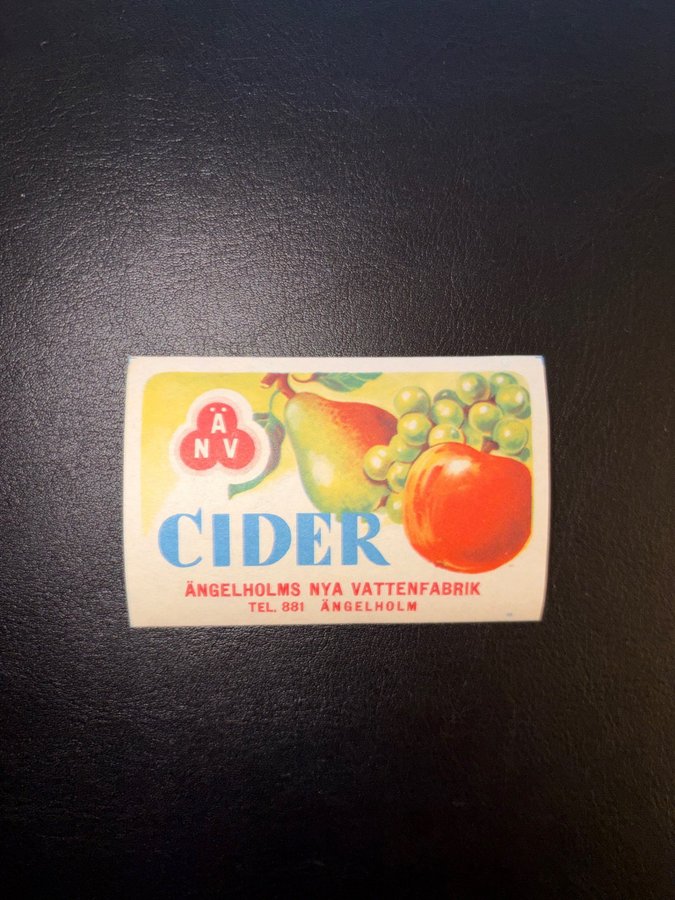 Ä
N V
CIDER
ÄNGELHOLMS NYA VATTENFABRIK
TEL. 881 ÄNGELHOLM